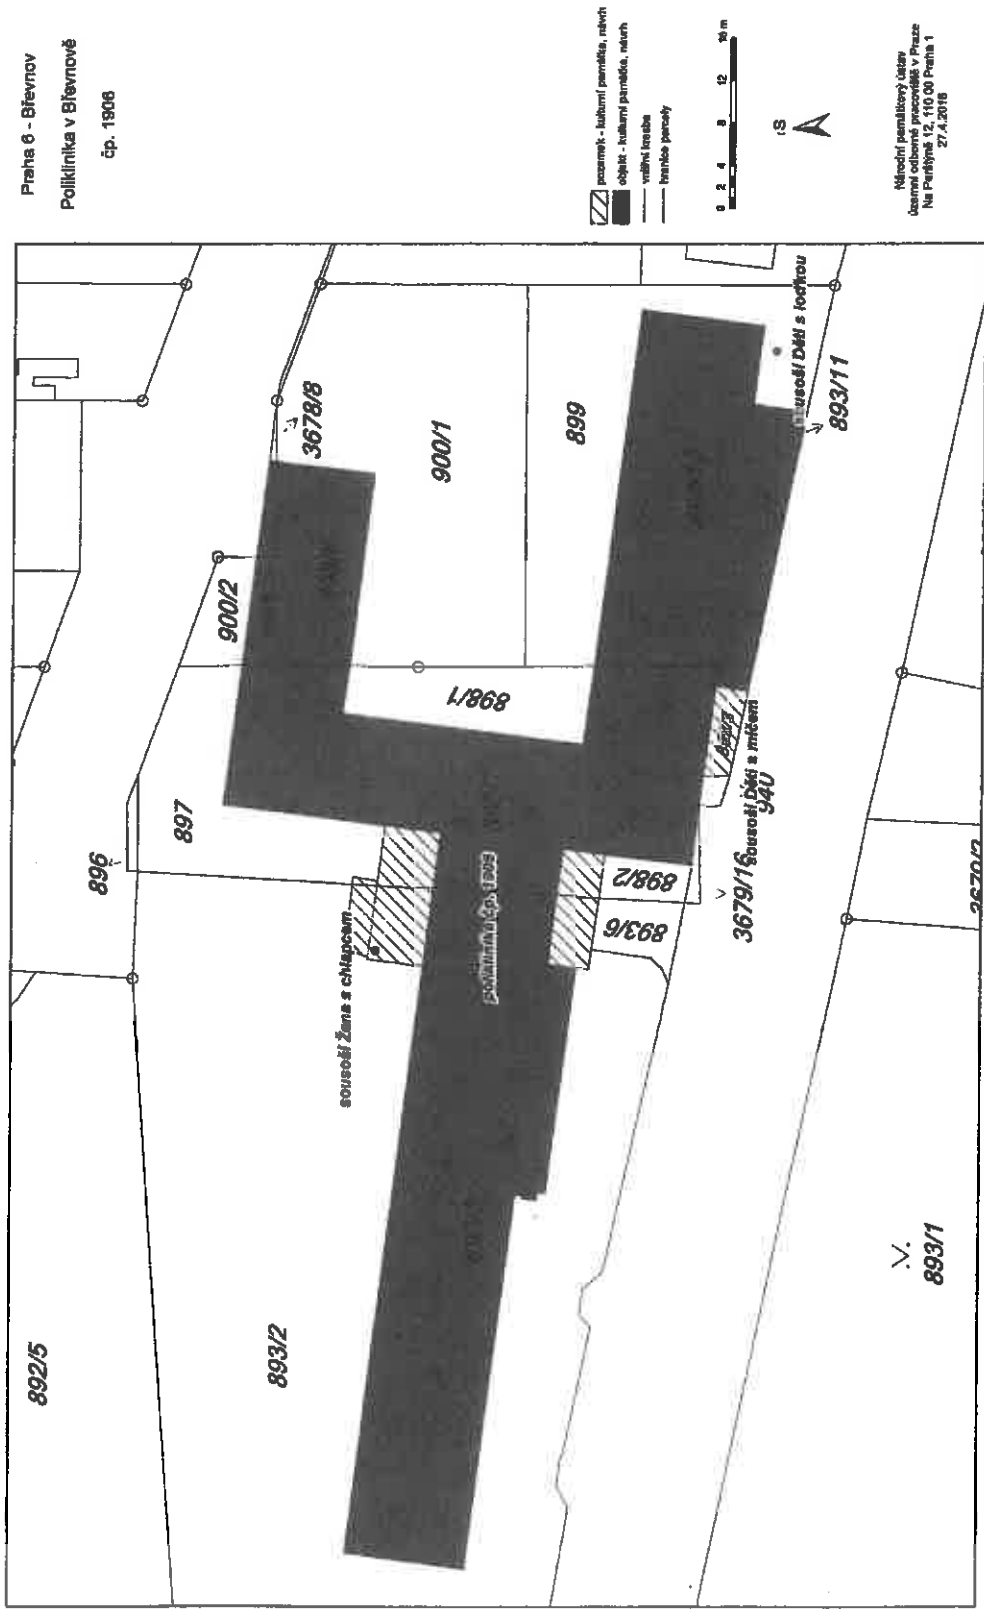 Praha 6 - Břevnov
Poliklinika v Břevnově
čp. 1906
pozemek - kulturní památka, návrh
objekt - kulturní památka, návrh
vnitřní kresba
hranice parcely
0 2 4 8 12 16 m
S
Národní památkový ústav
územní odborné pracoviště v Praze
Na Perštýně 12, 110 00 Praha 1
27.4.2016
892/5
896
897
900/2
3678/8
900/1
899
898/1
893/2
sousoší Žena s chlapcem
poliklinika čp. 1906
898/2
893/6
3679/16
940
sousoší Děti s míčem
sousoší Děti s loďkou
893/11
893/1